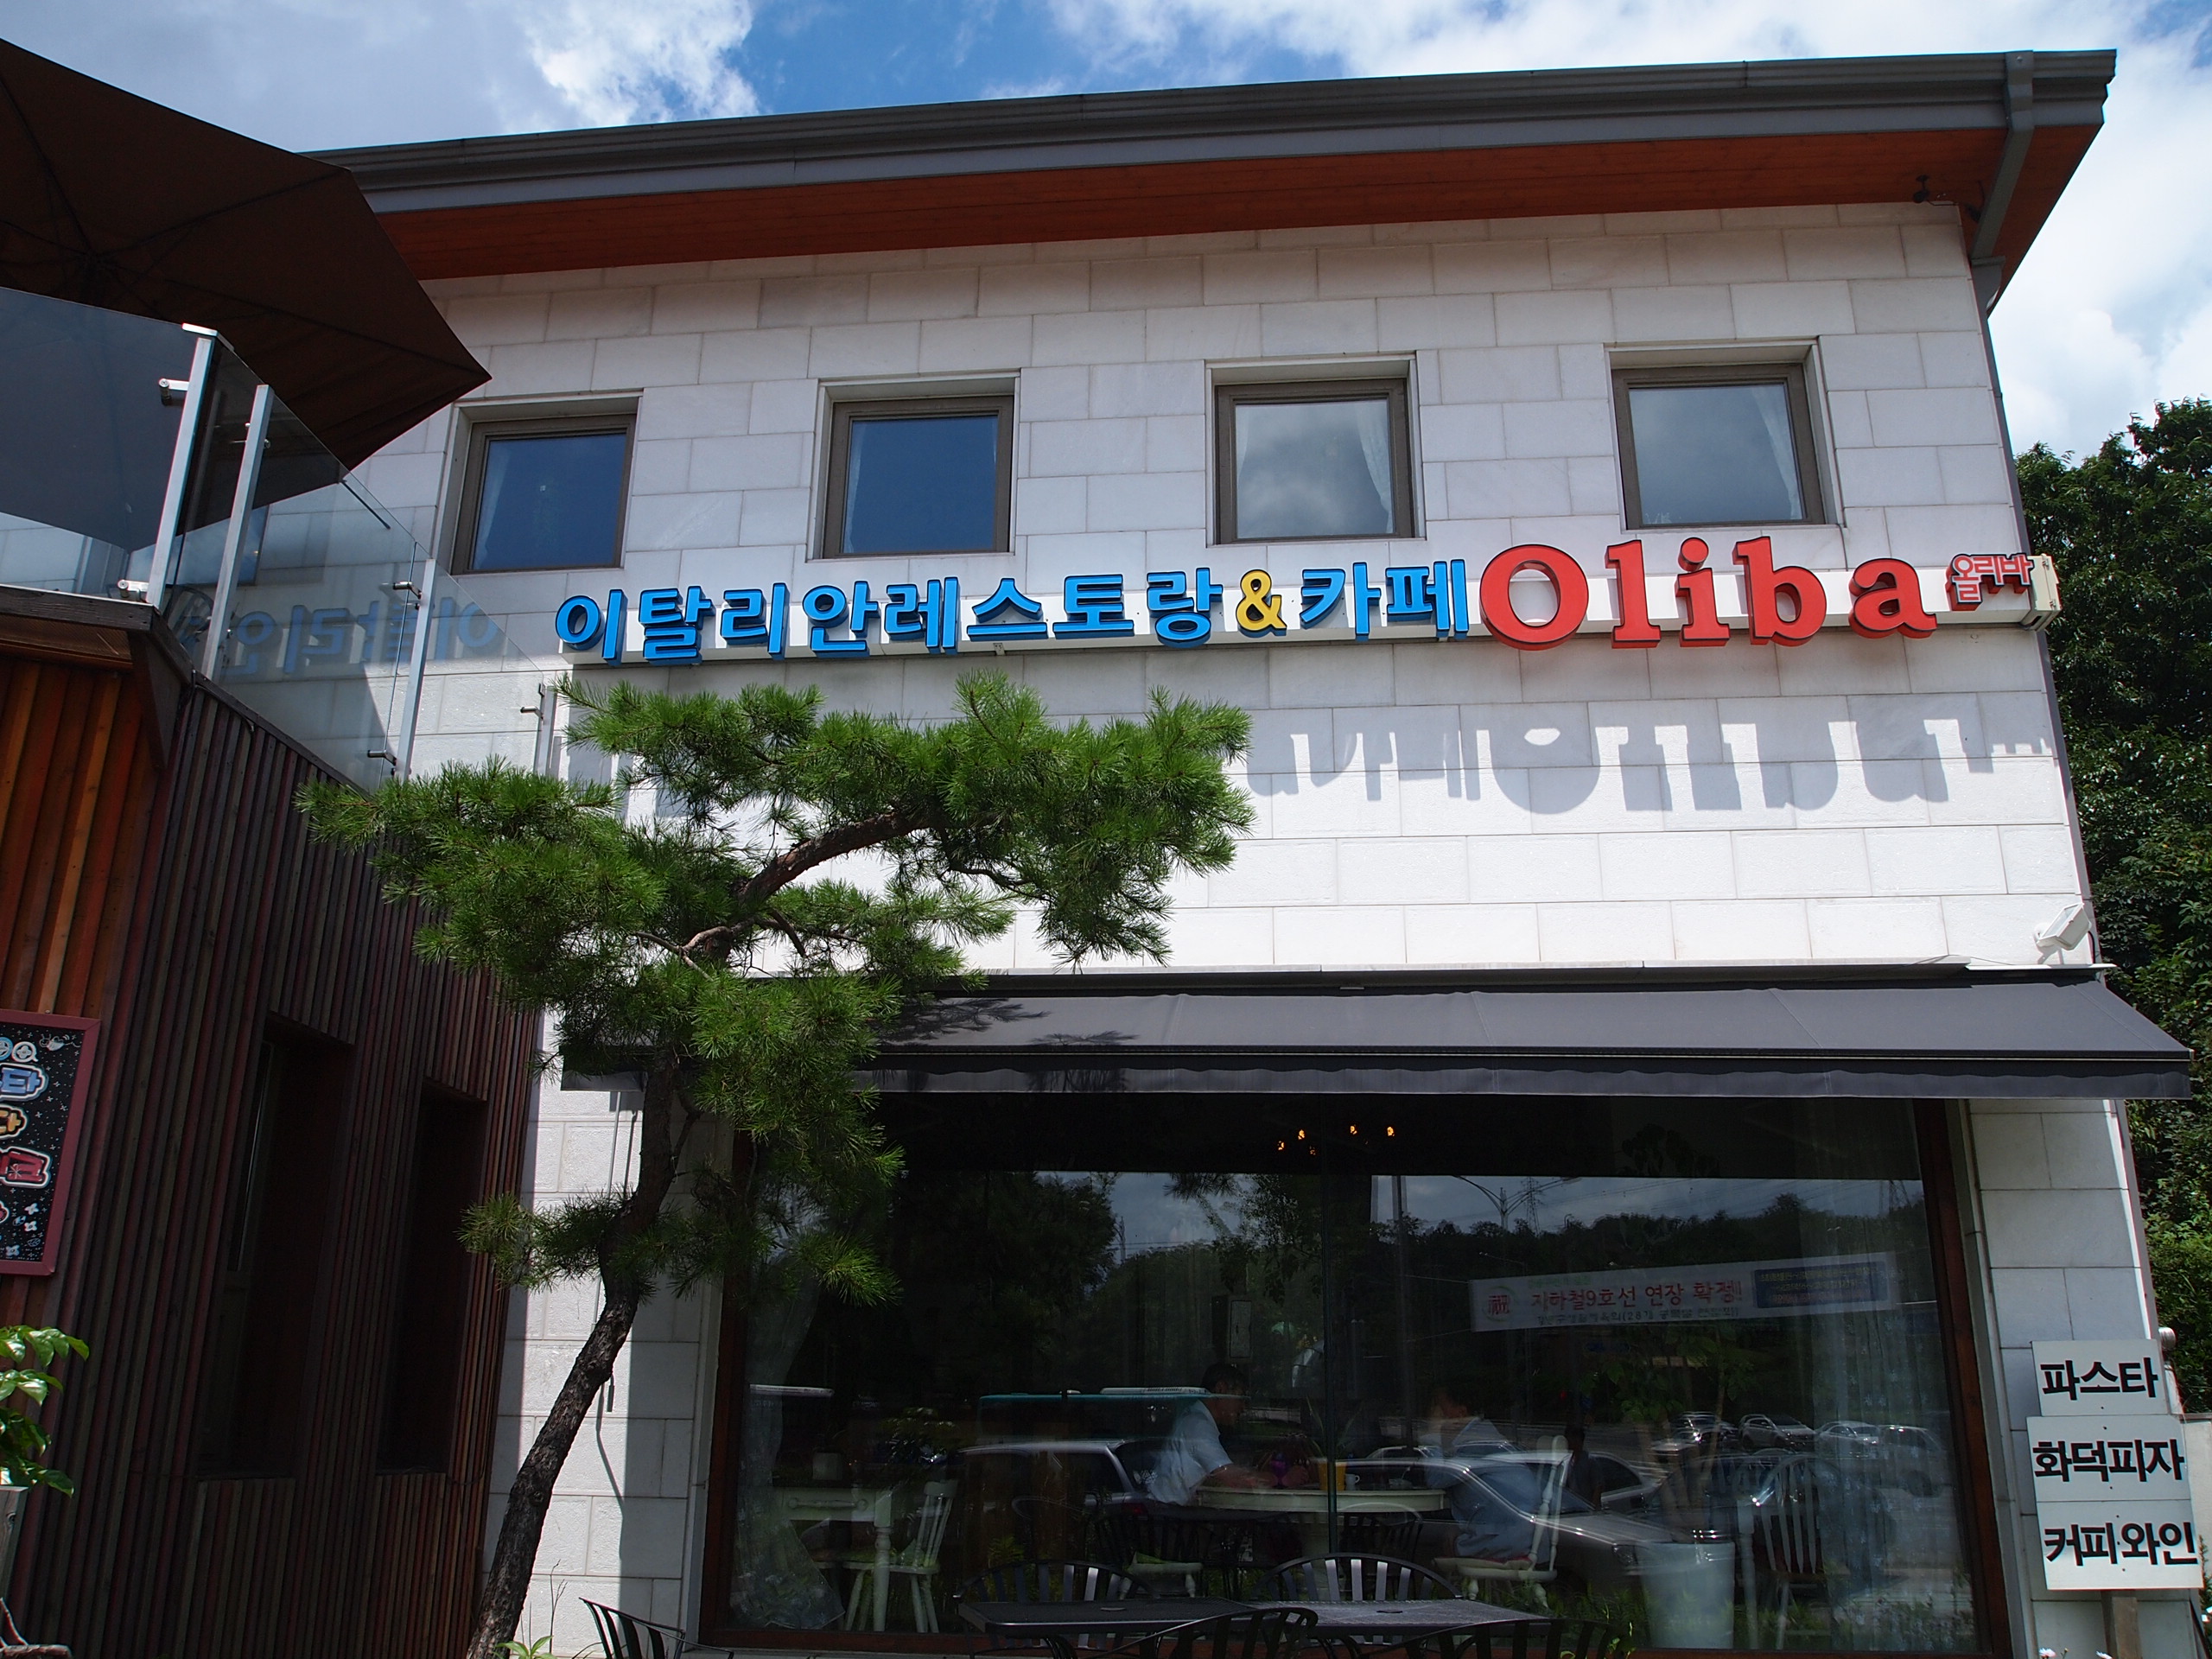 이탈리안레스토랑&카페 Oliba 올리바
祝 지하철9호선 연장 확정!!
파스타
화덕피자
커피 와인